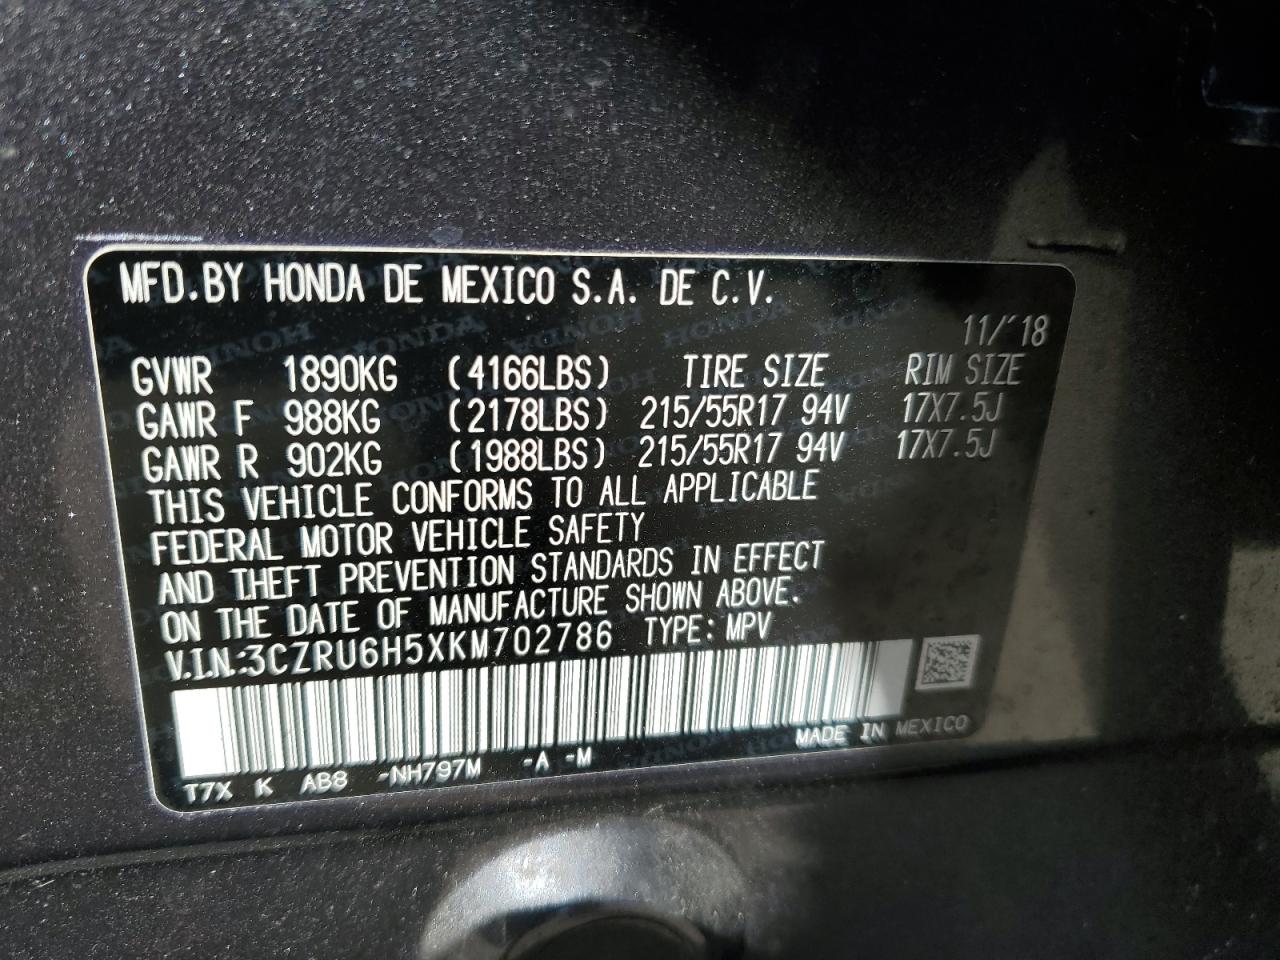 MFD.BY HONDA DE MEXICO S.A. DE C.V.
11/'18
GVWR 1890KG (4166LBS) TIRE SIZE RIM SIZE
GAWR F 988KG (2178LBS) 215/55R17 94V 17X7.5J
GAWR R 902KG (1988LBS) 215/55R17 94V 17X7.5J
THIS VEHICLE CONFORMS TO ALL APPLICABLE
FEDERAL MOTOR VEHICLE SAFETY
AND THEFT PREVENTION STANDARDS IN EFFECT
ON THE DATE OF MANUFACTURE SHOWN ABOVE.
V.I.N.:3CZRU6H5XKM702786 TYPE: MPV
MADE IN MEXICO
T7X K AB8 -NH797M -A -M